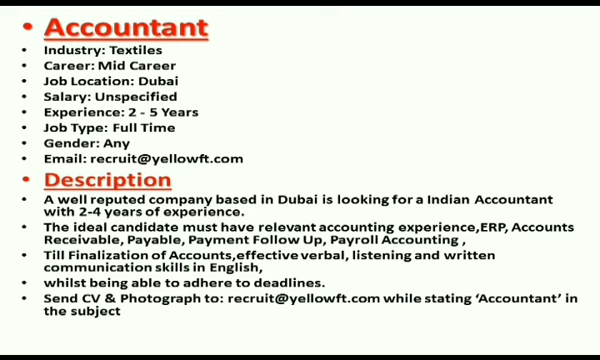 • Accountant
• Industry: Textiles
• Career: Mid Career
• Job Location: Dubai
• Salary: Unspecified
• Experience: 2 - 5 Years
• Job Type: Full Time
• Gender: Any
• Email: recruit@yellowft.com
• Description
• A well reputed company based in Dubai is looking for a Indian Accountant
with 2-4 years of experience.
• The ideal candidate must have relevant accounting experience,ERP, Accounts
Receivable, Payable, Payment Follow Up, Payroll Accounting ,
• Till Finalization of Accounts,effective verbal, listening and written
communication skills in English,
• whilst being able to adhere to deadlines.
• Send CV & Photograph to: recruit@yellowft.com while stating ‘Accountant’ in
the subject